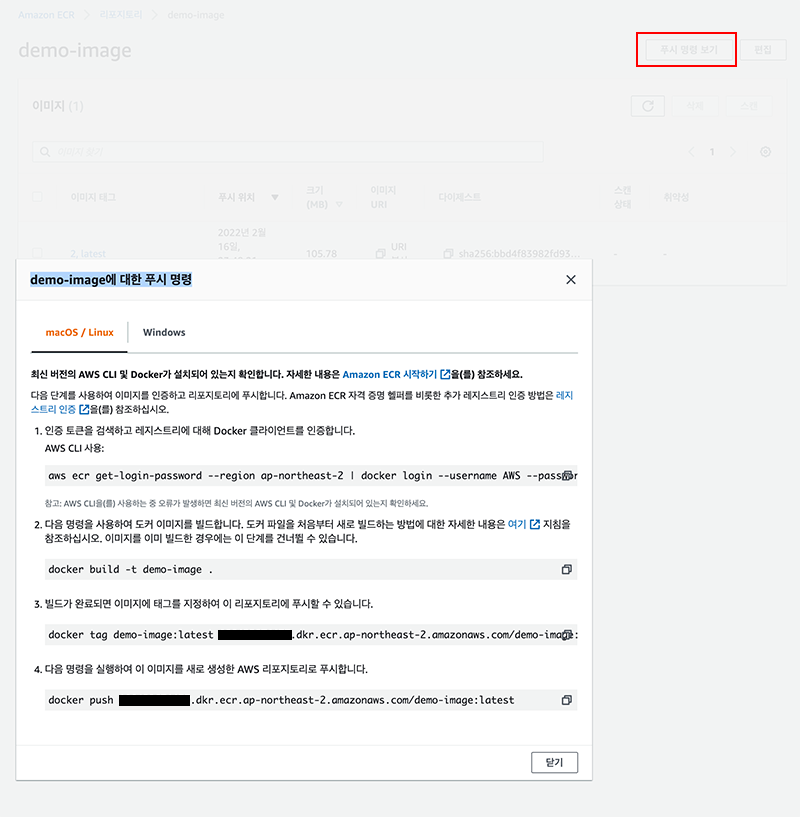 Amazon ECR > 리포지토리 > demo-image
demo-image
푸시 명령 보기
편집
이미지 (1)
삭제
스캔
이미지 찾기
1
이미지 태그
푸시 위치
크기 (MB)
이미지 URI
다이제스트
스캔 상태
취약성
2022년 2월
16일,
2, latest
105.78
URI
sha256:bbd4f83982fd93...
-
-
demo-image에 대한 푸시 명령
macOS / Linux
Windows
최신 버전의 AWS CLI 및 Docker가 설치되어 있는지 확인합니다. 자세한 내용은 Amazon ECR 시작하기 을(를) 참조하세요.
다음 단계를 사용하여 이미지를 인증하고 리포지토리에 푸시합니다. Amazon ECR 자격 증명 헬퍼를 비롯한 추가 레지스트리 인증 방법은 레지
스트리 인증 을(를) 참조하십시오.
1. 인증 토큰을 검색하고 레지스트리에 대해 Docker 클라이언트를 인증합니다.
AWS CLI 사용:
aws ecr get-login-password --region ap-northeast-2 | docker login --username AWS
참고: AWS CLI을(를) 사용하는 중 오류가 발생하면 최신 버전의 AWS CLI 및 Docker가 설치되어 있는지 확인하세요.
2. 다음 명령을 사용하여 도커 이미지를 빌드합니다. 도커 파일을 처음부터 새로 빌드하는 방법에 대한 자세한 내용은 여기 지침을
참조하십시오. 이미지를 이미 빌드한 경우에는 이 단계를 건너뛸 수 있습니다.
docker build -t demo-image .
3. 빌드가 완료되면 이미지에 태그를 지정하여 이 리포지토리에 푸시할 수 있습니다.
docker tag demo-image:latest .dkr.ecr.ap-northeast-2.amazonaws.com/demo-image:
4. 다음 명령을 실행하여 이 이미지를 새로 생성한 AWS 리포지토리로 푸시합니다.
docker push .dkr.ecr.ap-northeast-2.amazonaws.com/demo-image:latest
닫기